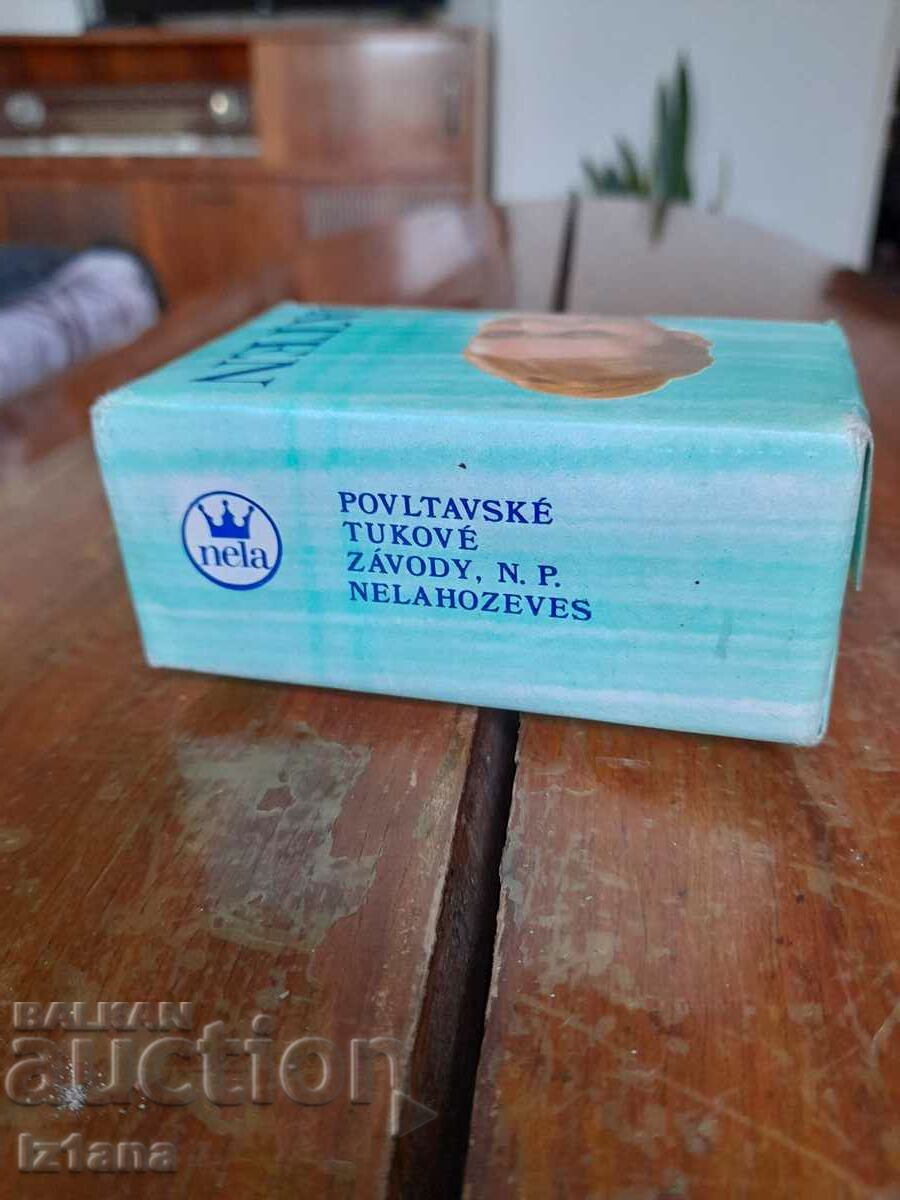 nela
POVLTAVSKÉ
TUKOVÉ
ZÁVODY, N. P.
NELAHOZEVES
BALKAN
auction
Iz1ana